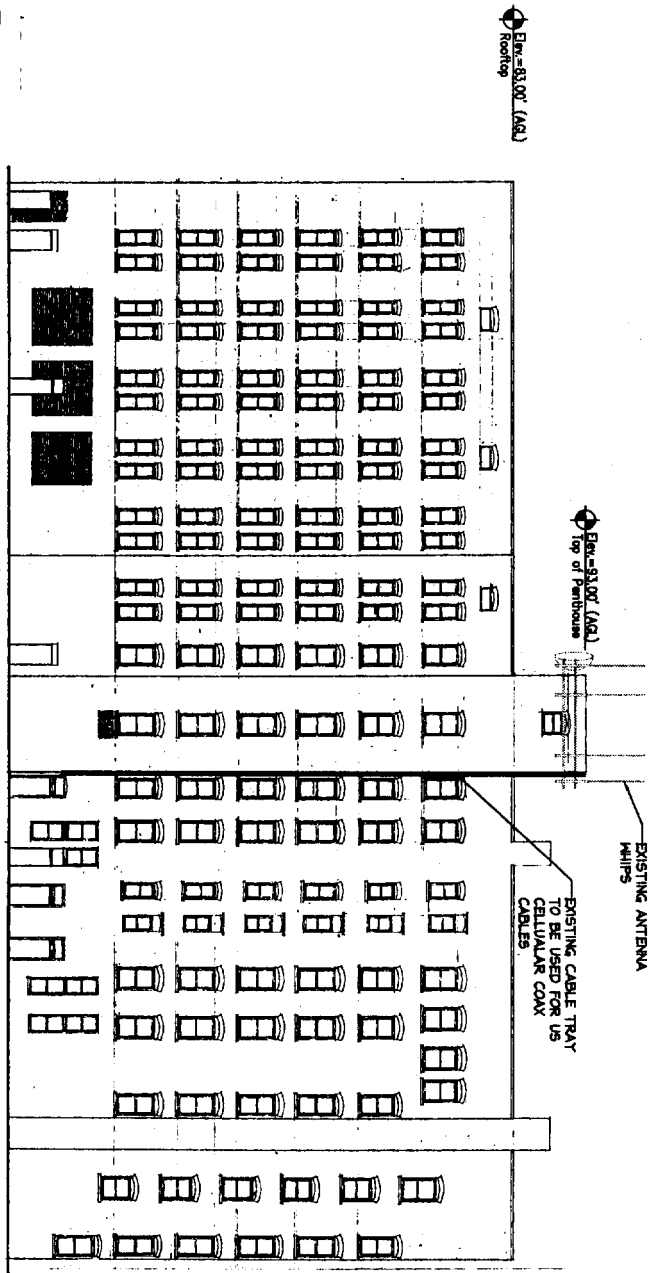 Elev.=83.00' (AGL)
Rooftop
Elev.=93.00' (AGL)
Top of Penthouse
EXISTING ANTENNA
WHIPS
EXISTING CABLE TRAY
TO BE USED FOR US
CELLUALAR COAX
CABLES